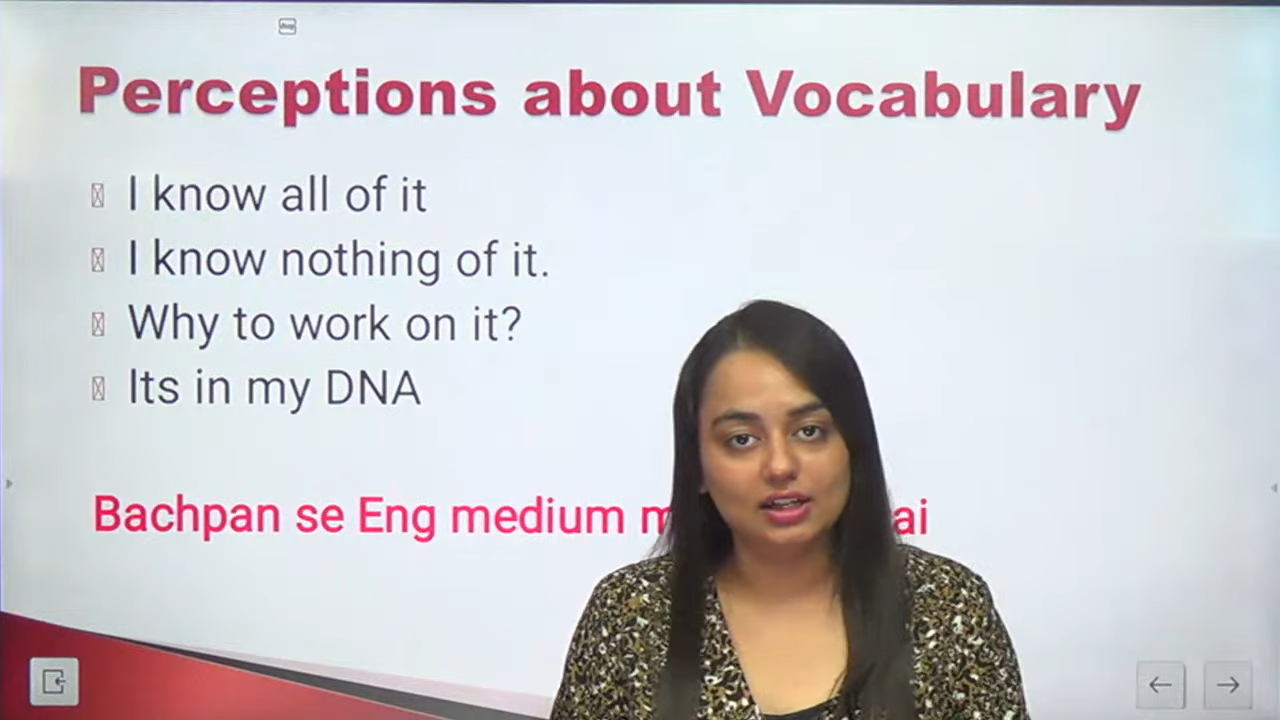 Perceptions about Vocabulary
I know all of it
I know nothing of it.
Why to work on it?
Its in my DNA
Bachpan se Eng medium